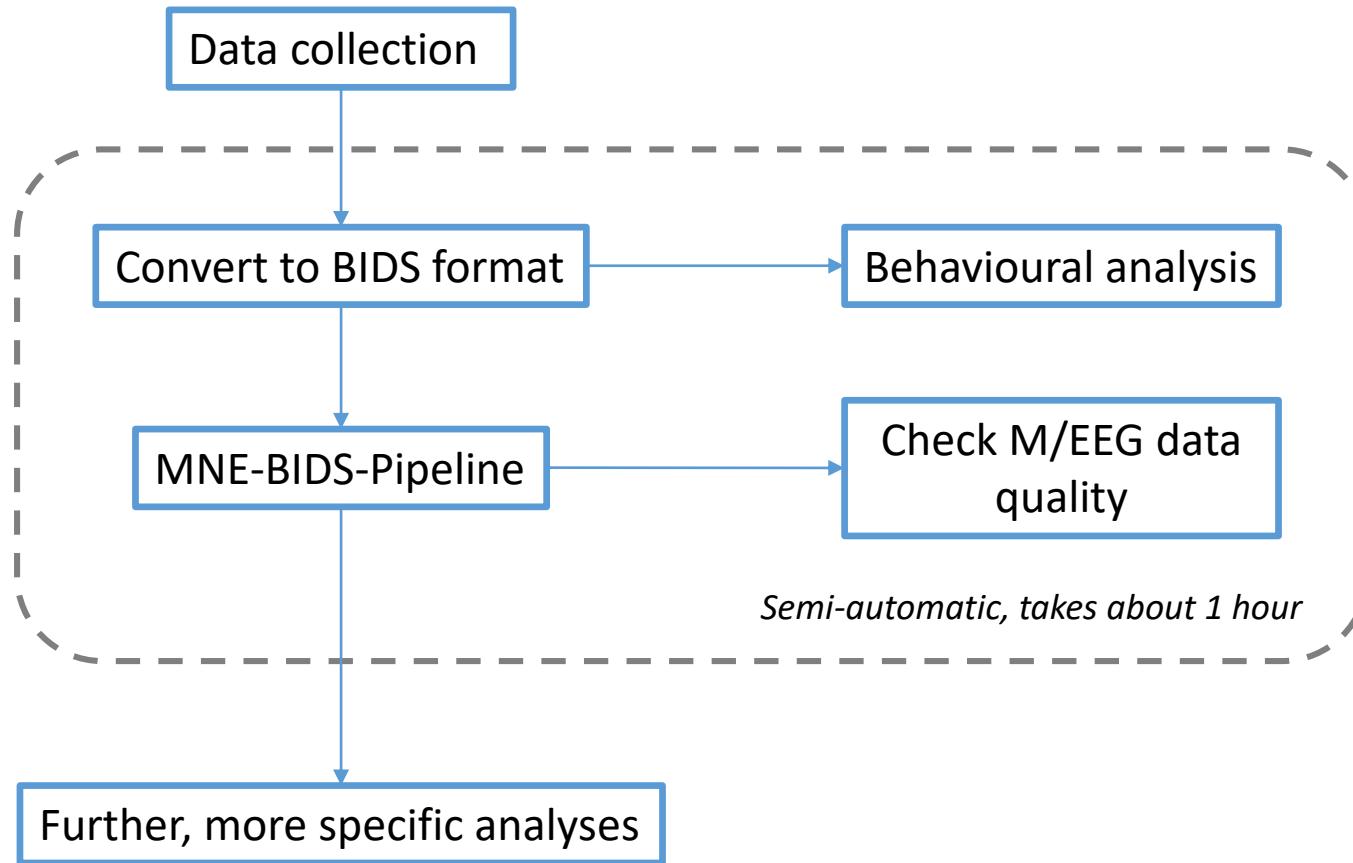 Data collection
Convert to BIDS format
Behavioural analysis
MNE-BIDS-Pipeline
Check M/EEG data
quality
Semi-automatic, takes about 1 hour
Further, more specific analyses